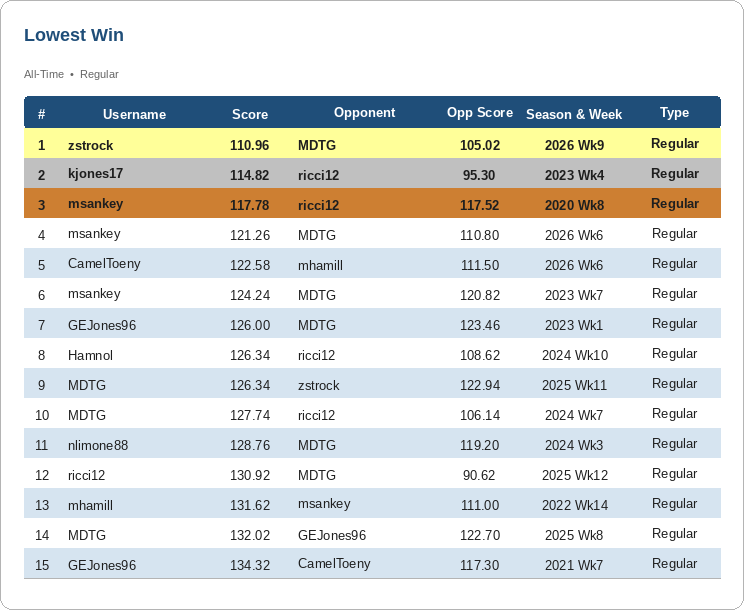 Lowest Win
All-Time • Regular
# Username Score Opponent Opp Score Season & Week Type
1 zstrock 110.96 MDTG 105.02 2026 Wk9 Regular
2 kjones17 114.82 ricci12 95.30 2023 Wk4 Regular
3 msankey 117.78 ricci12 117.52 2020 Wk8 Regular
4 msankey 121.26 MDTG 110.80 2026 Wk6 Regular
5 CamelToeny 122.58 mhamill 111.50 2026 Wk6 Regular
6 msankey 124.24 MDTG 120.82 2023 Wk7 Regular
7 GEJones96 126.00 MDTG 123.46 2023 Wk1 Regular
8 Hamnol 126.34 ricci12 108.62 2024 Wk10 Regular
9 MDTG 126.34 zstrock 122.94 2025 Wk11 Regular
10 MDTG 127.74 ricci12 106.14 2024 Wk7 Regular
11 nlimone88 128.76 MDTG 119.20 2024 Wk3 Regular
12 ricci12 130.92 MDTG 90.62 2025 Wk12 Regular
13 mhamill 131.62 msankey 111.00 2022 Wk14 Regular
14 MDTG 132.02 GEJones96 122.70 2025 Wk8 Regular
15 GEJones96 134.32 CamelToeny 117.30 2021 Wk7 Regular